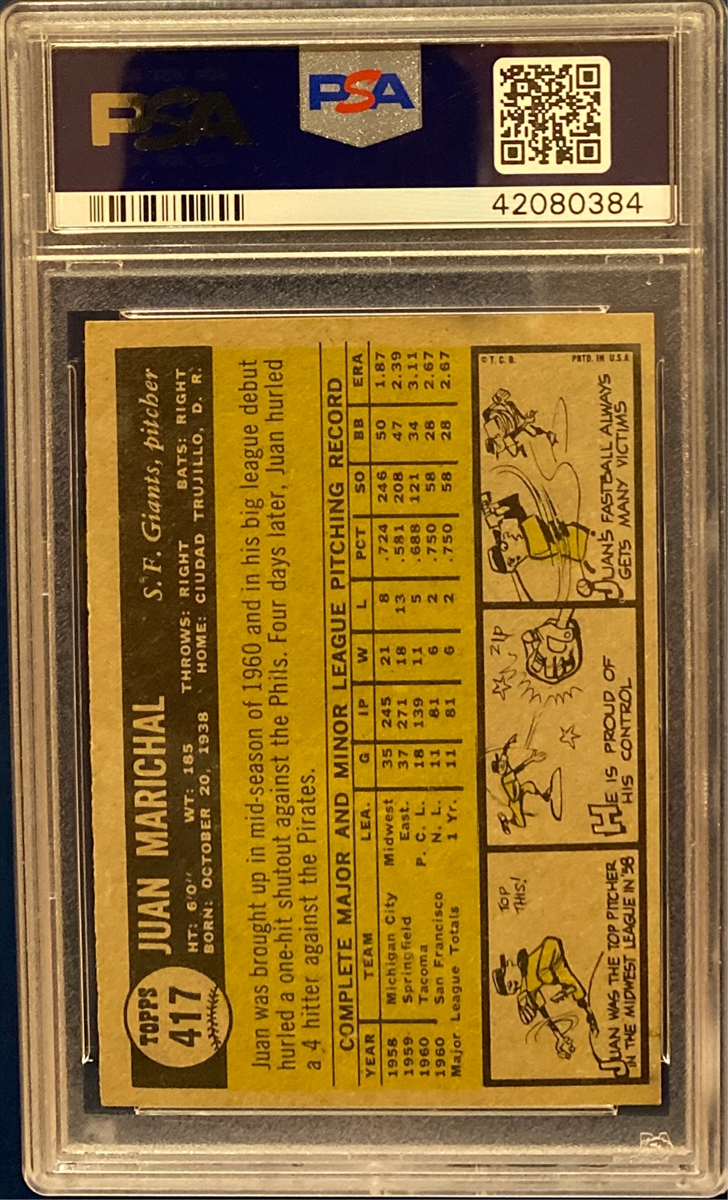 PSA
PSA
42080384
TOPPS
417
JUAN MARICHAL
S. F. Giants, pitcher
HT: 6'0" WT: 185 THROWS: RIGHT BATS: RIGHT
BORN: OCTOBER 20, 1938 HOME: CIUDAD TRUJILLO, D. R.
Juan was brought up in mid-season of 1960 and in his big league debut
hurled a one-hit shutout against the Phils. Four days later, Juan hurled
a 4 hitter against the Pirates.
COMPLETE MAJOR AND MINOR LEAGUE PITCHING RECORD
YEAR TEAM LEA. G IP W L PCT SO BB ERA
1958 Michigan City Midwest 35 245 21 8 .724 246 50 1.87
1959 Springfield East. 37 271 18 13 .581 208 47 2.39
1960 Tacoma P. C. L. 18 139 11 5 .688 121 34 3.11
1960 San Francisco N. L. 11 81 6 2 .750 58 28 2.67
Major League Totals 1 Yr. 11 81 6 2 .750 58 28 2.67
TOP
THIS!
JUAN WAS THE TOP PITCHER
IN THE MIDWEST LEAGUE IN '58
ZIP
HE IS PROUD OF
HIS CONTROL
© T. C. G. PRTD. IN U.S.A.
JUAN'S FASTBALL ALWAYS
GETS MANY VICTIMS